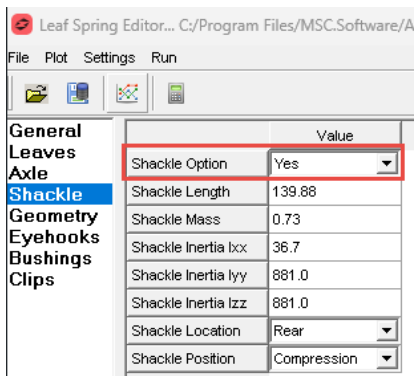 Leaf Spring Editor... C:/Program Files/MSC.Software/A
File Plot Settings Run
General
Leaves
Axle
Shackle
Geometry
Eyehooks
Bushings
Clips
Value
Shackle Option Yes
Shackle Length 139.88
Shackle Mass 0.73
Shackle Inertia Ixx 36.7
Shackle Inertia Iyy 881.0
Shackle Inertia Izz 881.0
Shackle Location Rear
Shackle Position Compression